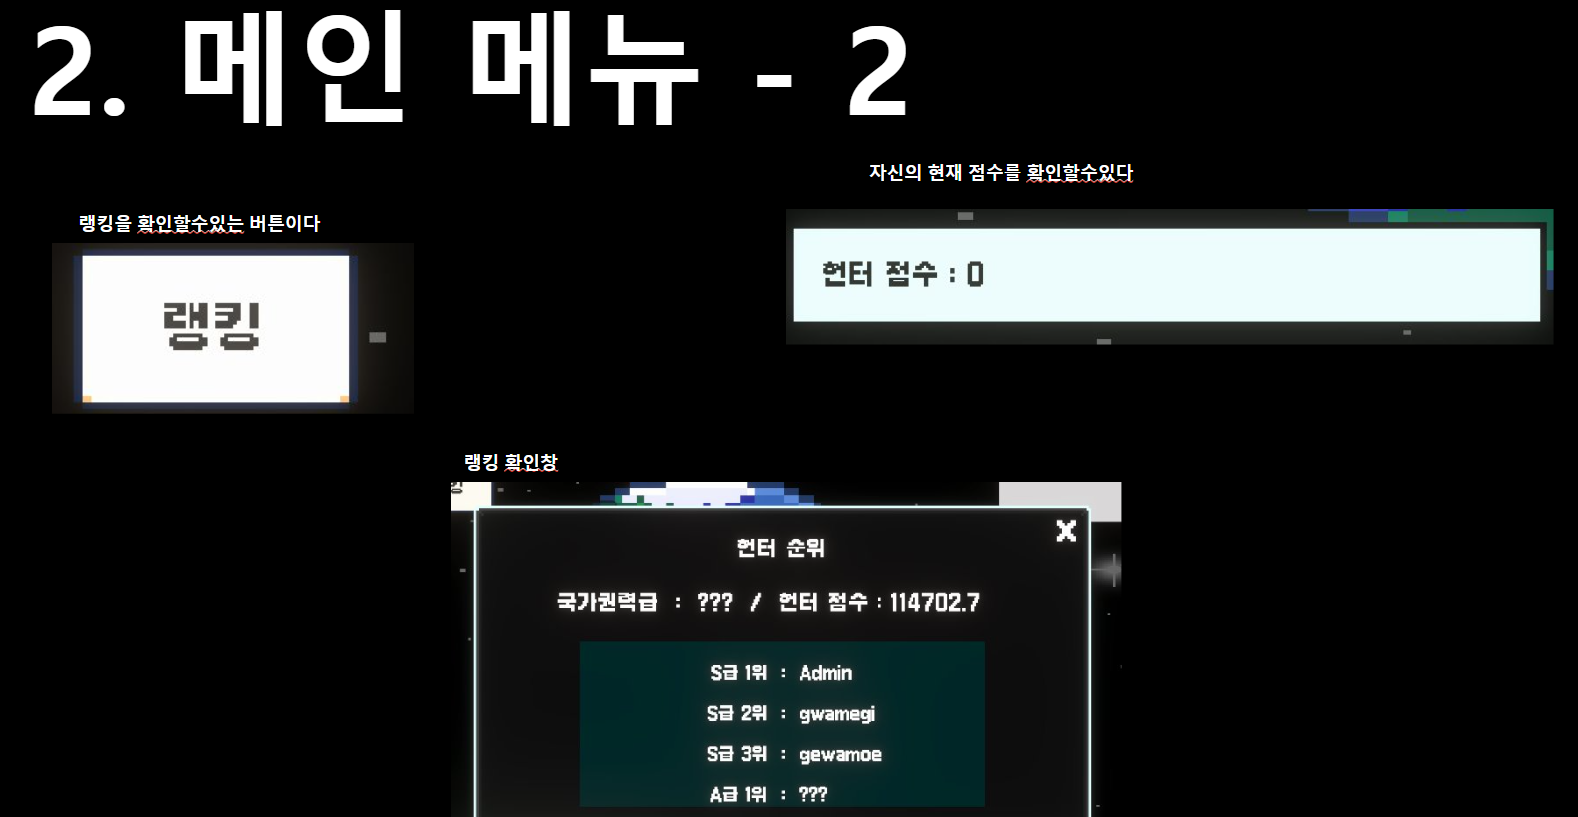 2. 메인 메뉴 - 2
자신의 현재 점수를 확인할수있다
랭킹을 확인할수있는 버튼이다
헌터 점수 : 0
랭킹
랭킹 확인창
X
헌터 순위
국가권력급 : ??? / 헌터 점수 : 114702.7
S급 1위 : Admin
S급 2위 : gwamegi
S급 3위 : gewamoe
A급 1위 : ???